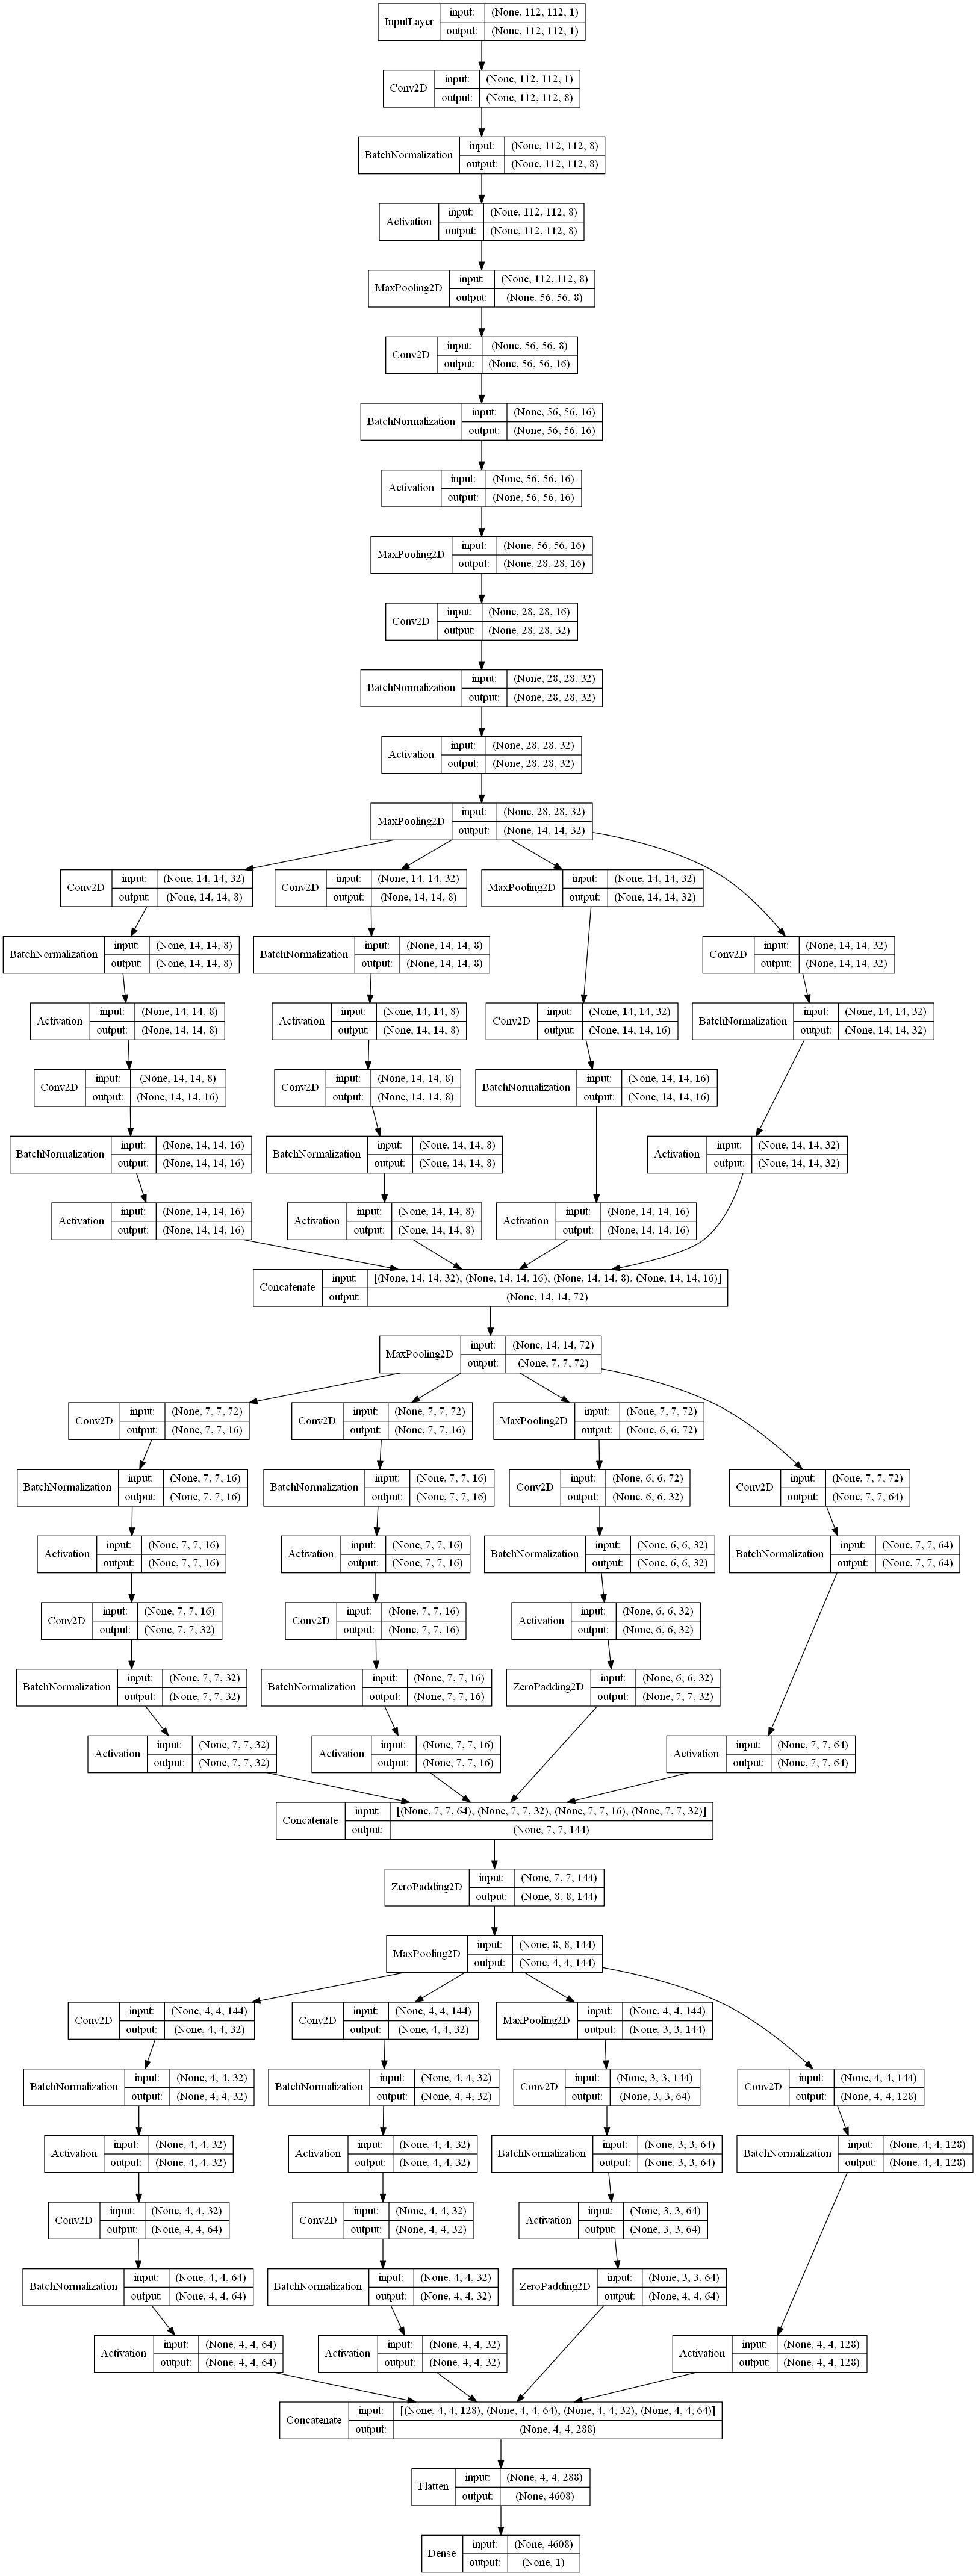 InputLayer input: (None, 112, 112, 1)
output: (None, 112, 112, 1)
Conv2D input: (None, 112, 112, 1)
output: (None, 112, 112, 8)
BatchNormalization input: (None, 112, 112, 8)
output: (None, 112, 112, 8)
Activation input: (None, 112, 112, 8)
output: (None, 112, 112, 8)
MaxPooling2D input: (None, 112, 112, 8)
output: (None, 56, 56, 8)
Conv2D input: (None, 56, 56, 8)
output: (None, 56, 56, 16)
BatchNormalization input: (None, 56, 56, 16)
output: (None, 56, 56, 16)
Activation input: (None, 56, 56, 16)
output: (None, 56, 56, 16)
MaxPooling2D input: (None, 56, 56, 16)
output: (None, 28, 28, 16)
Conv2D input: (None, 28, 28, 16)
output: (None, 28, 28, 32)
BatchNormalization input: (None, 28, 28, 32)
output: (None, 28, 28, 32)
Activation input: (None, 28, 28, 32)
output: (None, 28, 28, 32)
MaxPooling2D input: (None, 28, 28, 32)
output: (None, 14, 14, 32)
Conv2D input: (None, 14, 14, 32)
output: (None, 14, 14, 8)
Conv2D input: (None, 14, 14, 32)
output: (None, 14, 14, 8)
MaxPooling2D input: (None, 14, 14, 32)
output: (None, 14, 14, 32)
BatchNormalization input: (None, 14, 14, 8)
output: (None, 14, 14, 8)
BatchNormalization input: (None, 14, 14, 8)
output: (None, 14, 14, 8)
Conv2D input: (None, 14, 14, 32)
output: (None, 14, 14, 32)
Activation input: (None, 14, 14, 8)
output: (None, 14, 14, 8)
Activation input: (None, 14, 14, 8)
output: (None, 14, 14, 8)
Conv2D input: (None, 14, 14, 32)
output: (None, 14, 14, 16)
BatchNormalization input: (None, 14, 14, 32)
output: (None, 14, 14, 32)
Conv2D input: (None, 14, 14, 8)
output: (None, 14, 14, 16)
Conv2D input: (None, 14, 14, 8)
output: (None, 14, 14, 8)
BatchNormalization input: (None, 14, 14, 16)
output: (None, 14, 14, 16)
BatchNormalization input: (None, 14, 14, 16)
output: (None, 14, 14, 16)
BatchNormalization input: (None, 14, 14, 8)
output: (None, 14, 14, 8)
Activation input: (None, 14, 14, 32)
output: (None, 14, 14, 32)
Activation input: (None, 14, 14, 16)
output: (None, 14, 14, 16)
Activation input: (None, 14, 14, 8)
output: (None, 14, 14, 8)
Activation input: (None, 14, 14, 16)
output: (None, 14, 14, 16)
Concatenate input: [(None, 14, 14, 32), (None, 14, 14, 16), (None, 14, 14, 8), (None, 14, 14, 16)]
output: (None, 14, 14, 72)
MaxPooling2D input: (None, 14, 14, 72)
output: (None, 7, 7, 72)
Conv2D input: (None, 7, 7, 72)
output: (None, 7, 7, 16)
Conv2D input: (None, 7, 7, 72)
output: (None, 7, 7, 16)
MaxPooling2D input: (None, 7, 7, 72)
output: (None, 6, 6, 72)
BatchNormalization input: (None, 7, 7, 16)
output: (None, 7, 7, 16)
BatchNormalization input: (None, 7, 7, 16)
output: (None, 7, 7, 16)
Conv2D input: (None, 6, 6, 72)
output: (None, 6, 6, 32)
Conv2D input: (None, 7, 7, 72)
output: (None, 7, 7, 64)
Activation input: (None, 7, 7, 16)
output: (None, 7, 7, 16)
Activation input: (None, 7, 7, 16)
output: (None, 7, 7, 16)
BatchNormalization input: (None, 6, 6, 32)
output: (None, 6, 6, 32)
BatchNormalization input: (None, 7, 7, 64)
output: (None, 7, 7, 64)
Conv2D input: (None, 7, 7, 16)
output: (None, 7, 7, 32)
Conv2D input: (None, 7, 7, 16)
output: (None, 7, 7, 16)
Activation input: (None, 6, 6, 32)
output: (None, 6, 6, 32)
BatchNormalization input: (None, 7, 7, 32)
output: (None, 7, 7, 32)
BatchNormalization input: (None, 7, 7, 16)
output: (None, 7, 7, 16)
ZeroPadding2D input: (None, 6, 6, 32)
output: (None, 7, 7, 32)
Activation input: (None, 7, 7, 32)
output: (None, 7, 7, 32)
Activation input: (None, 7, 7, 16)
output: (None, 7, 7, 16)
Activation input: (None, 7, 7, 64)
output: (None, 7, 7, 64)
Concatenate input: [(None, 7, 7, 64), (None, 7, 7, 32), (None, 7, 7, 16), (None, 7, 7, 32)]
output: (None, 7, 7, 144)
ZeroPadding2D input: (None, 7, 7, 144)
output: (None, 8, 8, 144)
MaxPooling2D input: (None, 8, 8, 144)
output: (None, 4, 4, 144)
Conv2D input: (None, 4, 4, 144)
output: (None, 4, 4, 32)
Conv2D input: (None, 4, 4, 144)
output: (None, 4, 4, 32)
MaxPooling2D input: (None, 4, 4, 144)
output: (None, 3, 3, 144)
BatchNormalization input: (None, 4, 4, 32)
output: (None, 4, 4, 32)
BatchNormalization input: (None, 4, 4, 32)
output: (None, 4, 4, 32)
Conv2D input: (None, 3, 3, 144)
output: (None, 3, 3, 64)
Conv2D input: (None, 4, 4, 144)
output: (None, 4, 4, 128)
Activation input: (None, 4, 4, 32)
output: (None, 4, 4, 32)
Activation input: (None, 4, 4, 32)
output: (None, 4, 4, 32)
BatchNormalization input: (None, 3, 3, 64)
output: (None, 3, 3, 64)
BatchNormalization input: (None, 4, 4, 128)
output: (None, 4, 4, 128)
Conv2D input: (None, 4, 4, 32)
output: (None, 4, 4, 64)
Conv2D input: (None, 4, 4, 32)
output: (None, 4, 4, 32)
Activation input: (None, 3, 3, 64)
output: (None, 3, 3, 64)
BatchNormalization input: (None, 4, 4, 64)
output: (None, 4, 4, 64)
BatchNormalization input: (None, 4, 4, 32)
output: (None, 4, 4, 32)
ZeroPadding2D input: (None, 3, 3, 64)
output: (None, 4, 4, 64)
Activation input: (None, 4, 4, 64)
output: (None, 4, 4, 64)
Activation input: (None, 4, 4, 32)
output: (None, 4, 4, 32)
Activation input: (None, 4, 4, 128)
output: (None, 4, 4, 128)
Concatenate input: [(None, 4, 4, 128), (None, 4, 4, 64), (None, 4, 4, 32), (None, 4, 4, 64)]
output: (None, 4, 4, 288)
Flatten input: (None, 4, 4, 288)
output: (None, 4608)
Dense input: (None, 4608)
output: (None, 1)